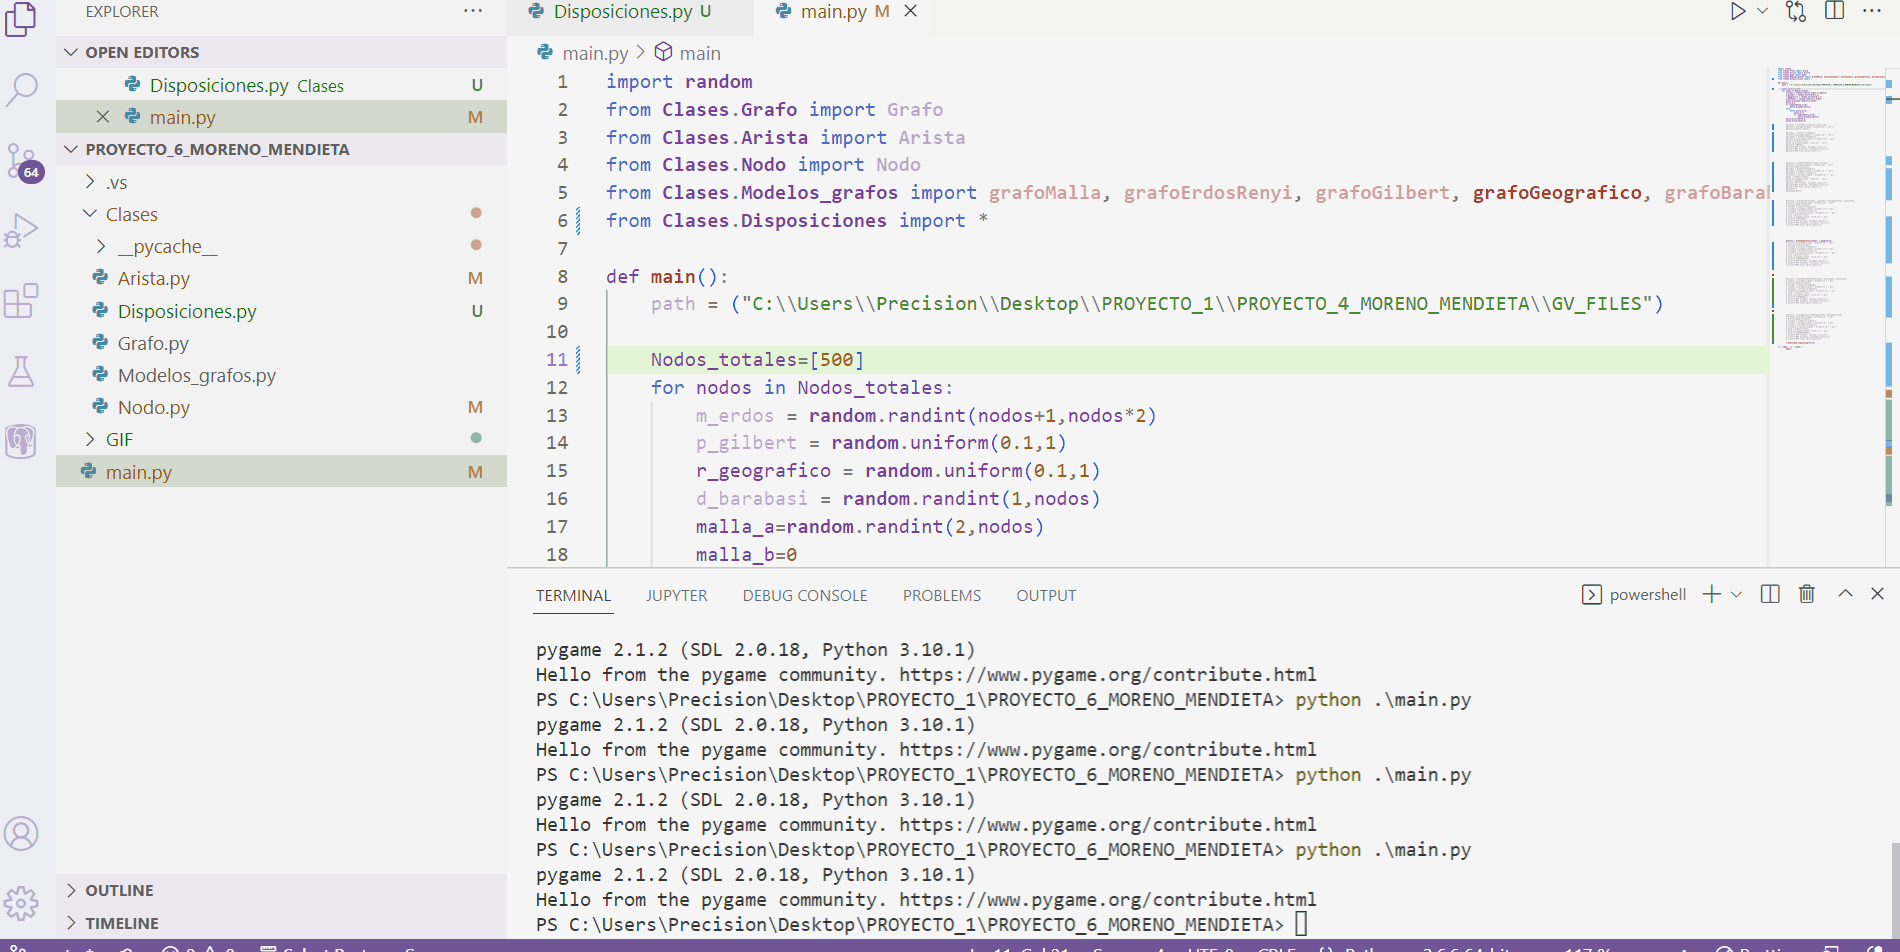 EXPLORER
OPEN EDITORS
Disposiciones.py Clases U
main.py M
PROYECTO_6_MORENO_MENDIETA
.vs
Clases
__pycache__
Arista.py M
Disposiciones.py U
Grafo.py
Modelos_grafos.py
Nodo.py M
GIF
main.py M
64
OUTLINE
TIMELINE
Disposiciones.py U
main.py M
main.py > main
1 import random
2 from Clases.Grafo import Grafo
3 from Clases.Arista import Arista
4 from Clases.Nodo import Nodo
5 from Clases.Modelos_grafos import grafoMalla, grafoErdosRenyi, grafoGilbert, grafoGeografico, grafoBaral
6 from Clases.Disposiciones import *
7
8 def main():
9 path = ("C:\\Users\\Precision\\Desktop\\PROYECTO_1\\PROYECTO_4_MORENO_MENDIETA\\GV_FILES")
10
11 Nodos_totales=[500]
12 for nodos in Nodos_totales:
13 m_erdos = random.randint(nodos+1,nodos*2)
14 p_gilbert = random.uniform(0.1,1)
15 r_geografico = random.uniform(0.1,1)
16 d_barabasi = random.randint(1,nodos)
17 malla_a=random.randint(2,nodos)
18 malla_b=0
TERMINAL JUPYTER DEBUG CONSOLE PROBLEMS OUTPUT
powershell
pygame 2.1.2 (SDL 2.0.18, Python 3.10.1)
Hello from the pygame community. https://www.pygame.org/contribute.html
PS C:\Users\Precision\Desktop\PROYECTO_1\PROYECTO_6_MORENO_MENDIETA> python .\main.py
pygame 2.1.2 (SDL 2.0.18, Python 3.10.1)
Hello from the pygame community. https://www.pygame.org/contribute.html
PS C:\Users\Precision\Desktop\PROYECTO_1\PROYECTO_6_MORENO_MENDIETA> python .\main.py
pygame 2.1.2 (SDL 2.0.18, Python 3.10.1)
Hello from the pygame community. https://www.pygame.org/contribute.html
PS C:\Users\Precision\Desktop\PROYECTO_1\PROYECTO_6_MORENO_MENDIETA> python .\main.py
pygame 2.1.2 (SDL 2.0.18, Python 3.10.1)
Hello from the pygame community. https://www.pygame.org/contribute.html
PS C:\Users\Precision\Desktop\PROYECTO_1\PROYECTO_6_MORENO_MENDIETA>